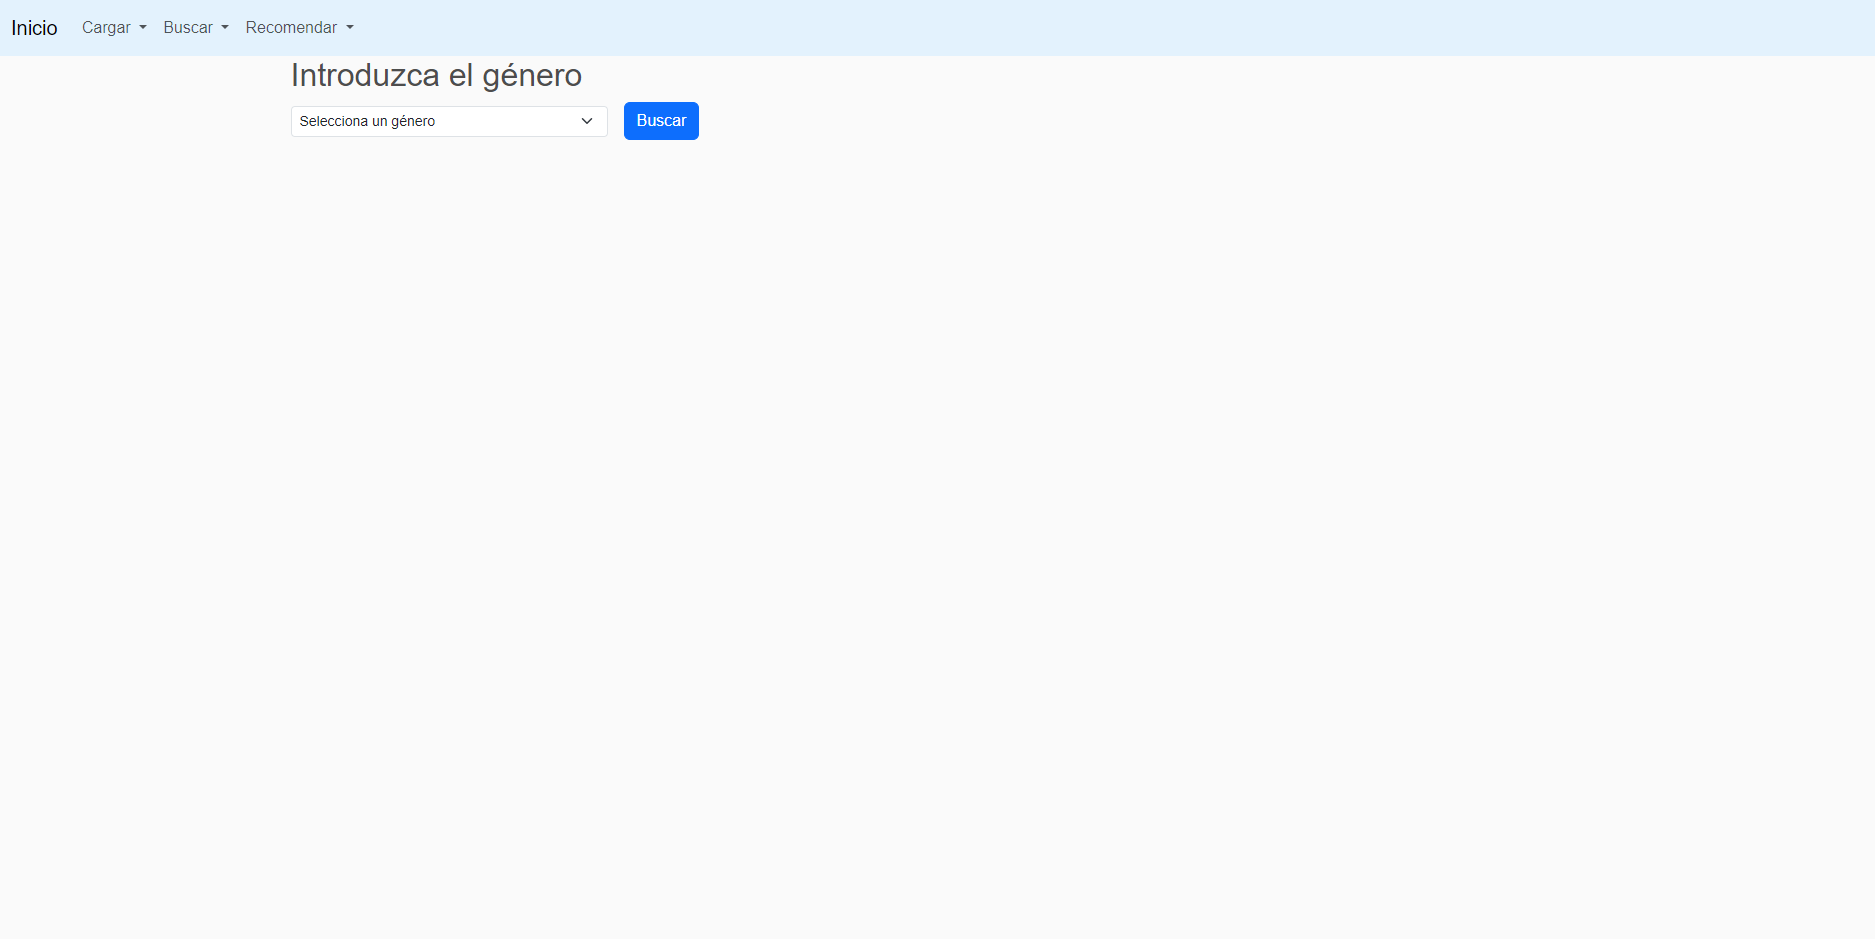 Inicio Cargar Buscar Recomendar
Introduzca el género
Selecciona un género Buscar